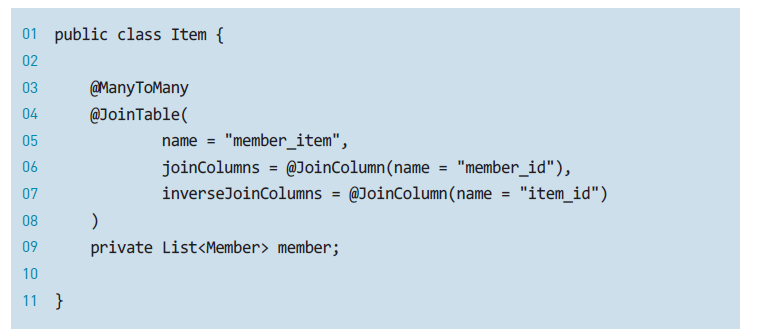 01 public class Item {
02
03 @ManyToMany
04 @JoinTable(
05 name = "member_item",
06 joinColumns = @JoinColumn(name = "member_id"),
07 inverseJoinColumns = @JoinColumn(name = "item_id")
08 )
09 private List<Member> member;
10
11 }